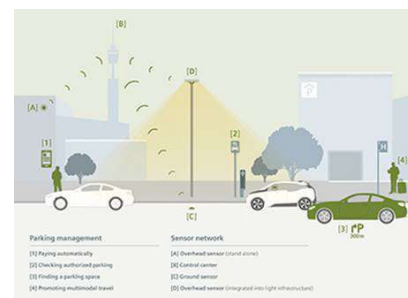 [B]
[D]
[A]
[1]
[2]
P
H
[4]
[C]
[3] P
300m
Parking management
[1] Paying automatically
[2] Checking authorized parking
[3] Finding a parking space
[4] Promoting multimodal travel
Sensor network
[A] Overhead sensor (stand alone)
[B] Control center
[C] Ground sensor
[D] Overhead sensor (integrated into light infrastructure)